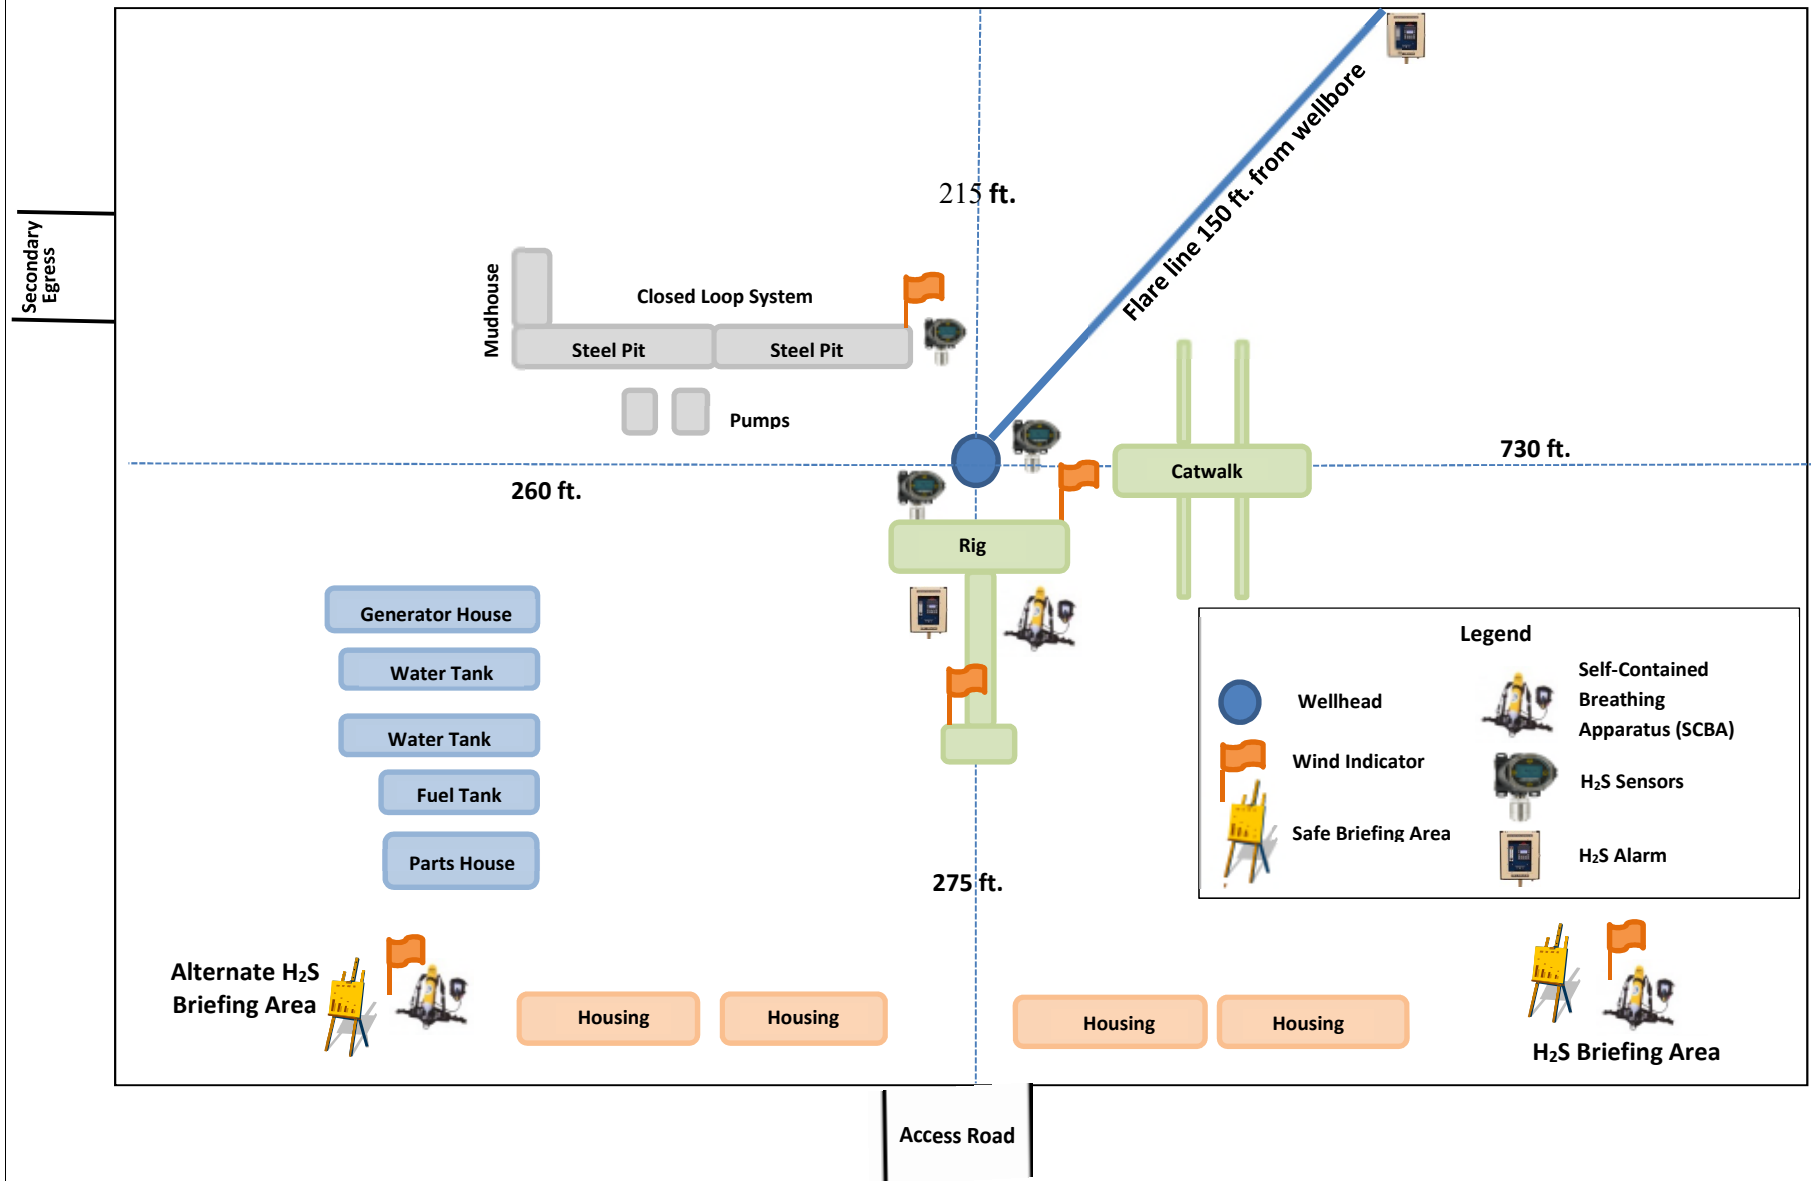 215 ft.
Flare line 150 ft. from wellbore
Secondary
Egress
Mudhouse
Closed Loop System
Steel Pit
Steel Pit
Pumps
730 ft.
Catwalk
260 ft.
Rig
Generator House
Water Tank
Water Tank
Fuel Tank
Parts House
275 ft.
Legend
Wellhead
Wind Indicator
Safe Briefing Area
Self-Contained
Breathing
Apparatus (SCBA)
H₂S Sensors
H₂S Alarm
Alternate H₂S
Briefing Area
Housing
Housing
Housing
Housing
H₂S Briefing Area
Access Road